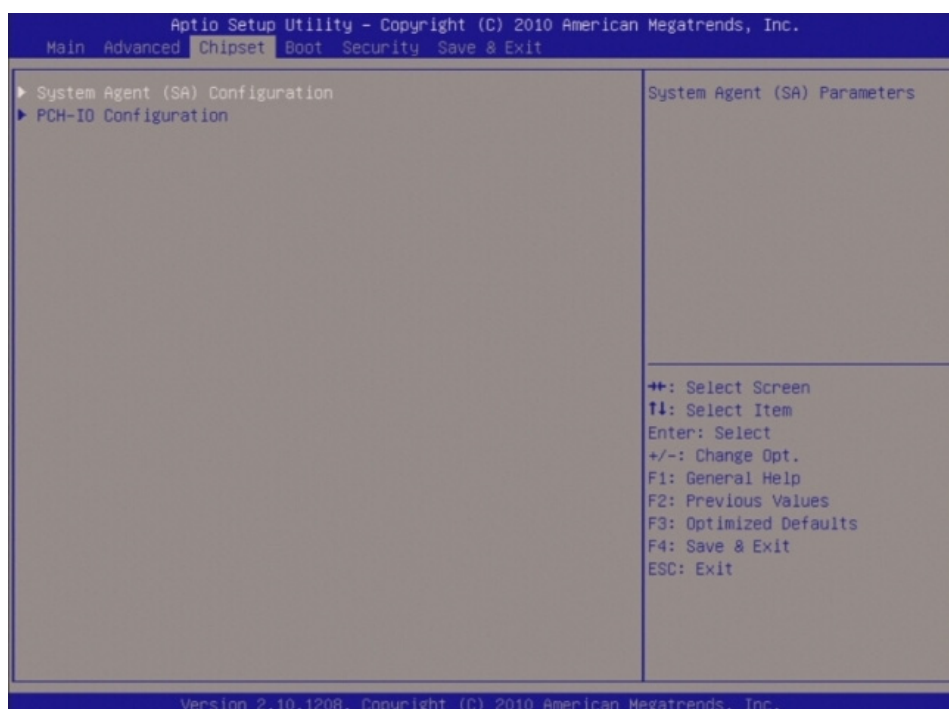 Aptio Setup Utility – Copyright (C) 2010 American Megatrends, Inc.
Main Advanced Chipset Boot Security Save & Exit
System Agent (SA) Configuration
PCH-IO Configuration
System Agent (SA) Parameters
→←: Select Screen
↑↓: Select Item
Enter: Select
+/-: Change Opt.
F1: General Help
F2: Previous Values
F3: Optimized Defaults
F4: Save & Exit
ESC: Exit
Version 2.10.1208. Copyright (C) 2010 American Megatrends, Inc.